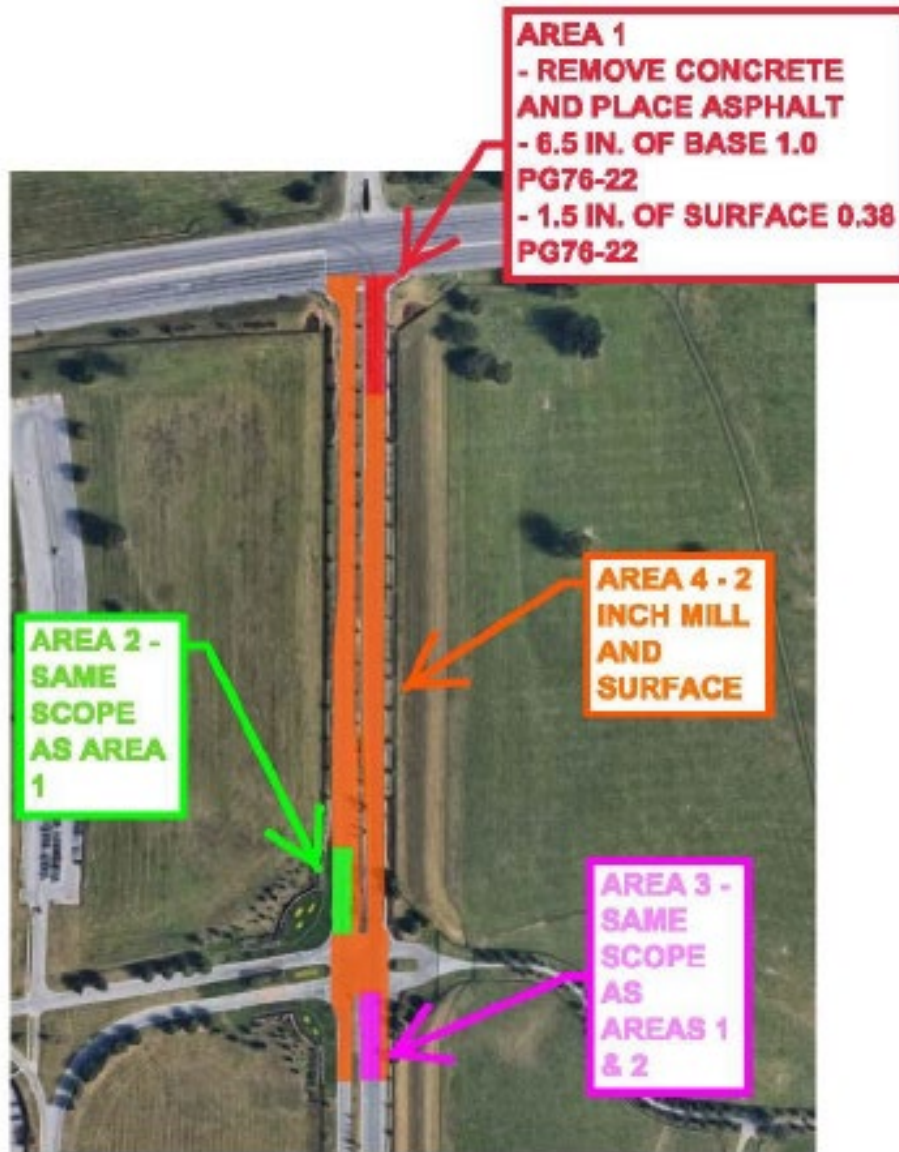 AREA 1
- REMOVE CONCRETE
AND PLACE ASPHALT
- 6.5 IN. OF BASE 1.0
PG76-22
- 1.5 IN. OF SURFACE 0.38
PG76-22
AREA 4 - 2
INCH MILL
AND
SURFACE
AREA 2 -
SAME
SCOPE
AS AREA
1
AREA 3 -
SAME
SCOPE
AS
AREAS 1
& 2